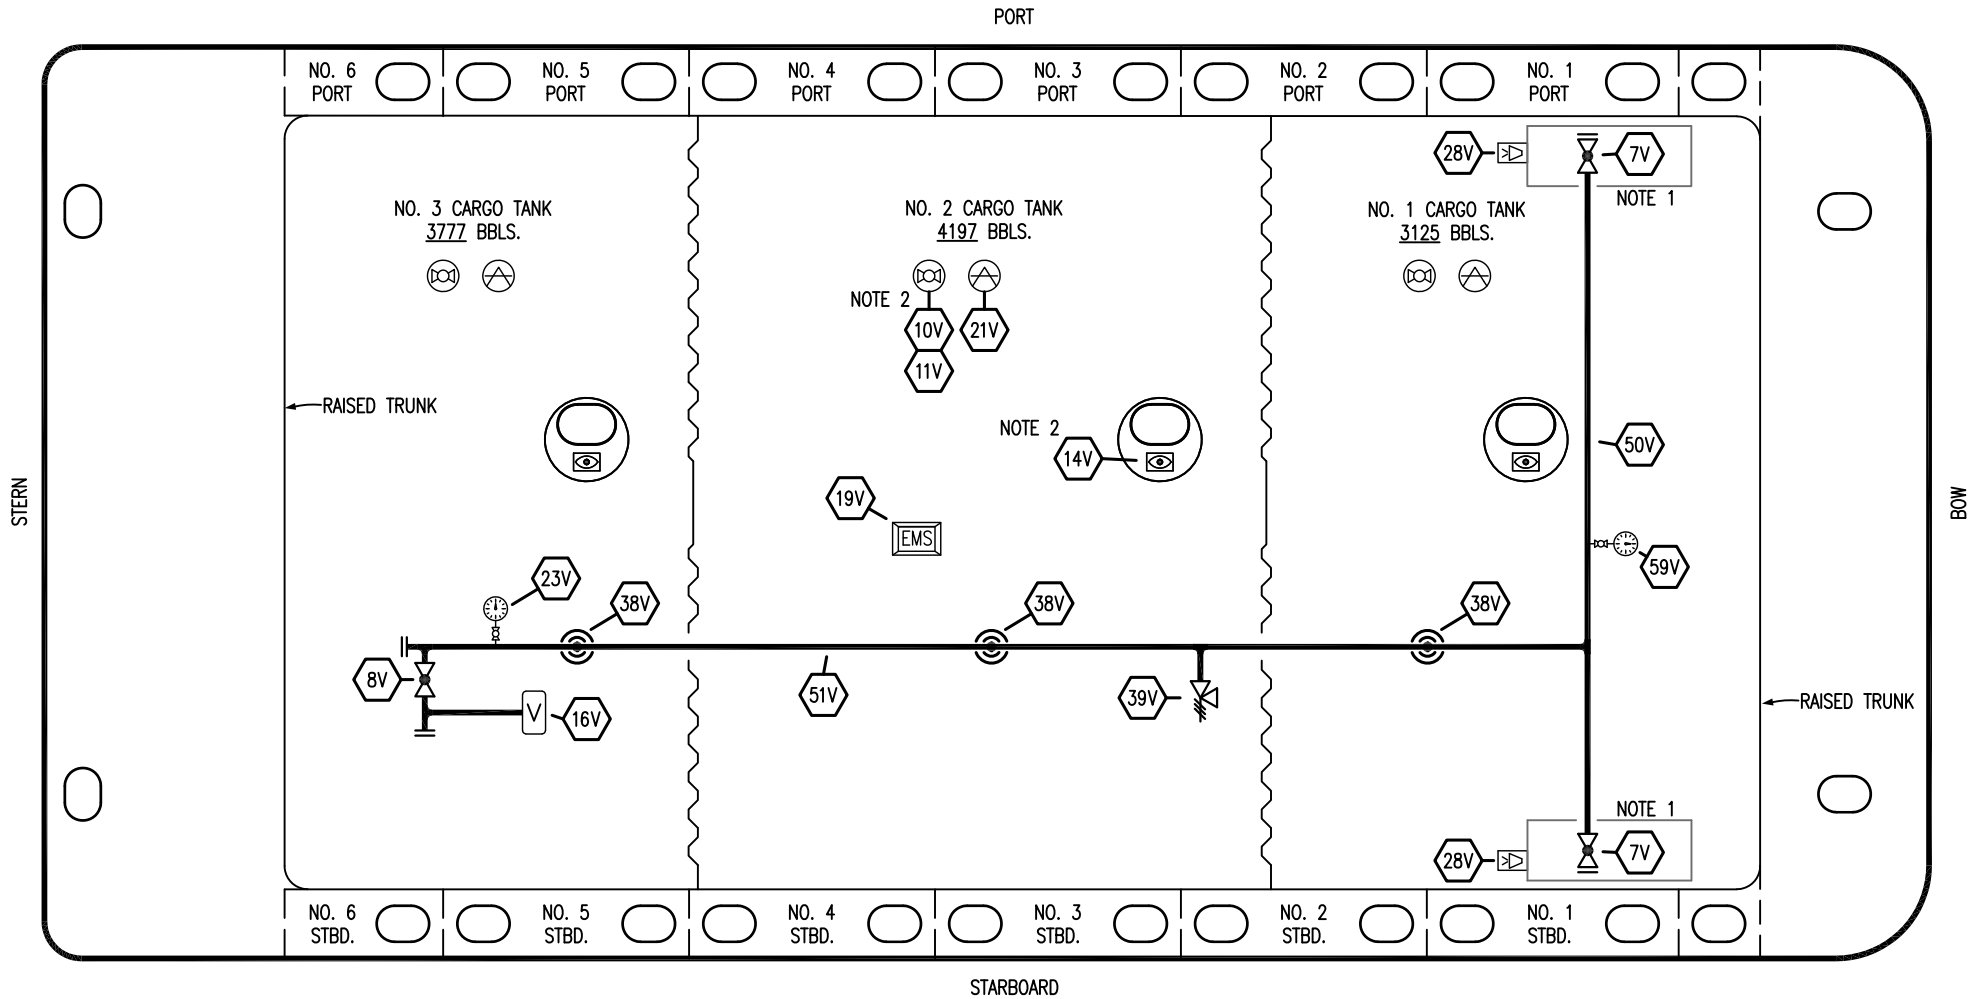 PORT
NO. 6
PORT
NO. 5
PORT
NO. 4
PORT
NO. 3
PORT
NO. 2
PORT
NO. 1
PORT
28V
7V
NOTE 1
NO. 3 CARGO TANK
3777 BBLS.
NO. 2 CARGO TANK
4197 BBLS.
NO. 1 CARGO TANK
3125 BBLS.
NOTE 2
10V
21V
11V
RAISED TRUNK
NOTE 2
14V
50V
19V
EMS
STERN
BOW
23V
38V
38V
38V
59V
8V
V
16V
51V
39V
RAISED TRUNK
NOTE 1
28V
7V
NO. 6
STBD.
NO. 5
STBD.
NO. 4
STBD.
NO. 3
STBD.
NO. 2
STBD.
NO. 1
STBD.
STARBOARD